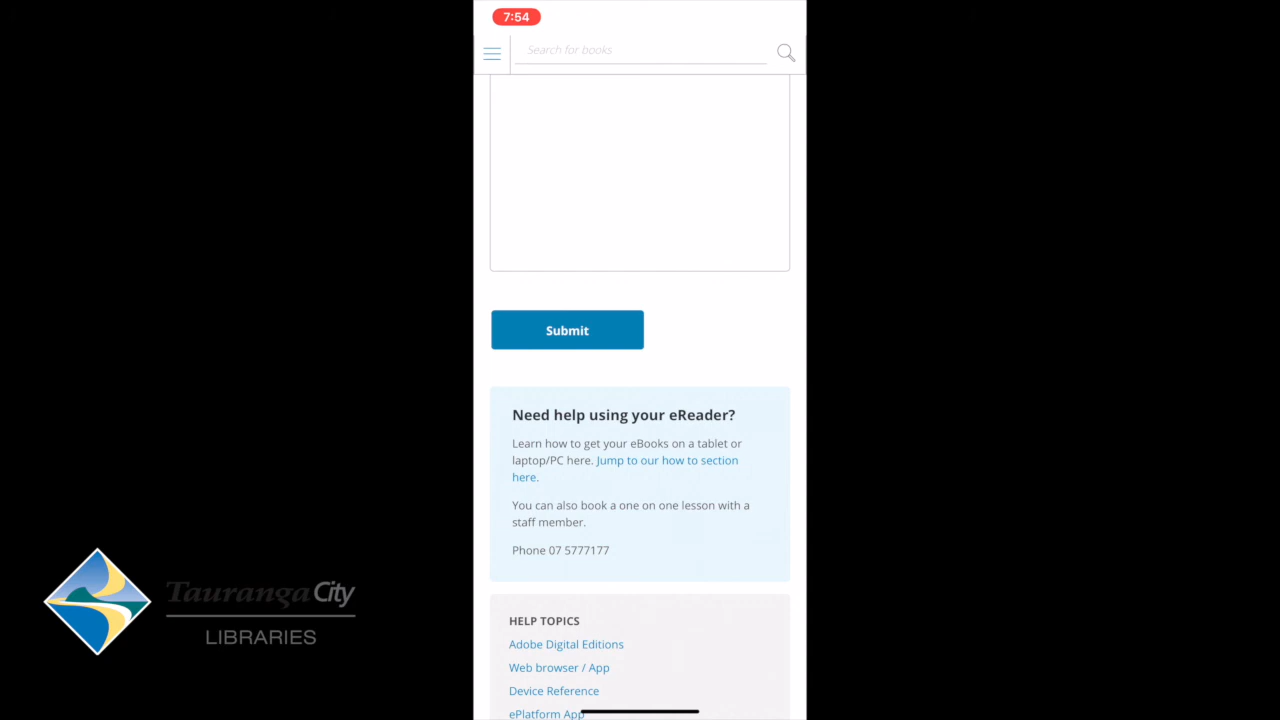 7:54
Search for books
Submit
Need help using your eReader?
Learn how to get your eBooks on a tablet or
laptop/PC here. Jump to our how to section
here.
You can also book a one on one lesson with a
staff member.
Phone 07 5777177
HELP TOPICS
Adobe Digital Editions
Web browser / App
Device Reference
ePlatform App
Tauranga City
LIBRARIES